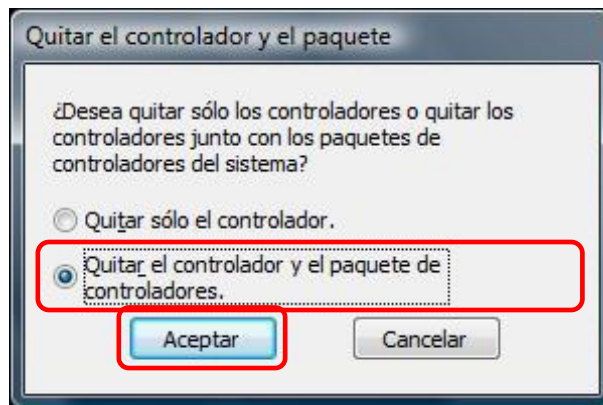 Quitar el controlador y el paquete
¿Desea quitar sólo los controladores o quitar los
controladores junto con los paquetes de
controladores del sistema?
Quitar sólo el controlador.
Quitar el controlador y el paquete de
controladores.
Aceptar
Cancelar